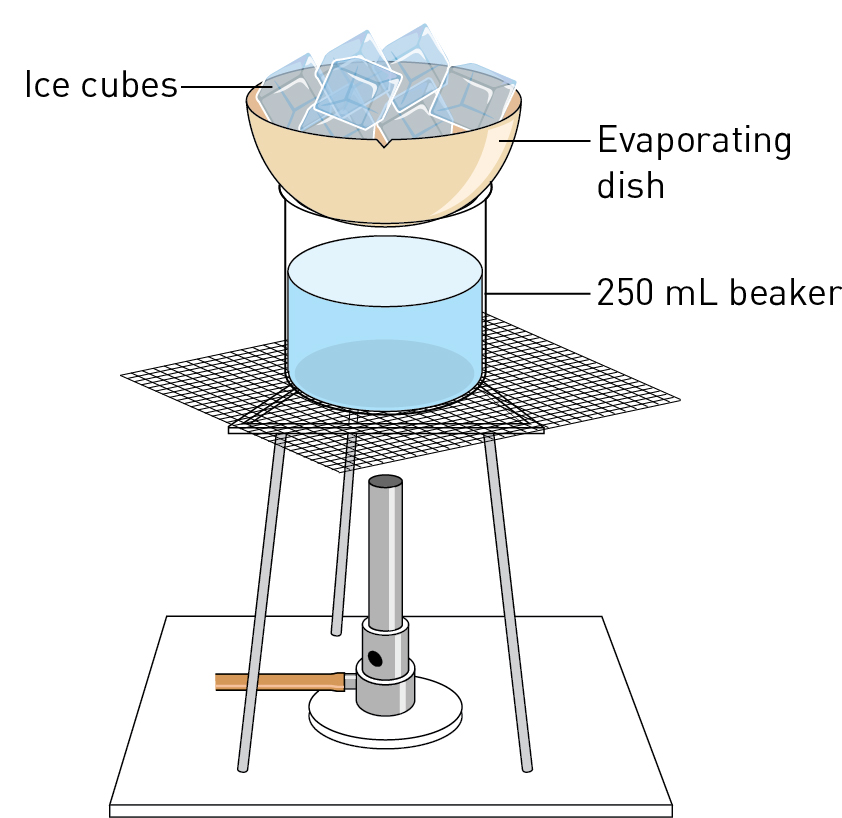 Ice cubes
Evaporating
dish
250 mL beaker